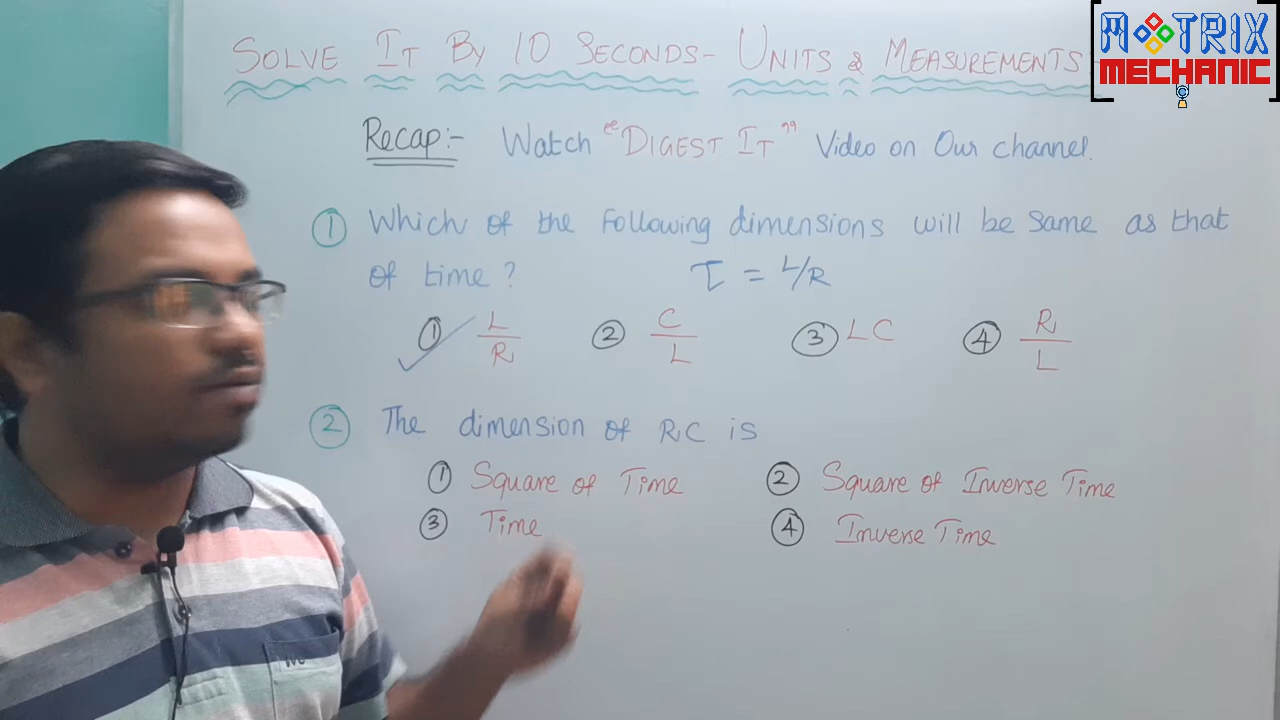 SOLVE IT BY 10 SECONDS- UNITS & MEASUREMENTS
MATRIX
MECHANIC
Recap:- Watch "DIGEST IT" Video on Our channel.
① Which of the following dimensions will be same as that
of time? τ = L/R
① L/R ② C/L ③ LC ④ R/L
② The dimension of RC is
① Square of Time ② Square of Inverse Time
③ Time ④ Inverse Time